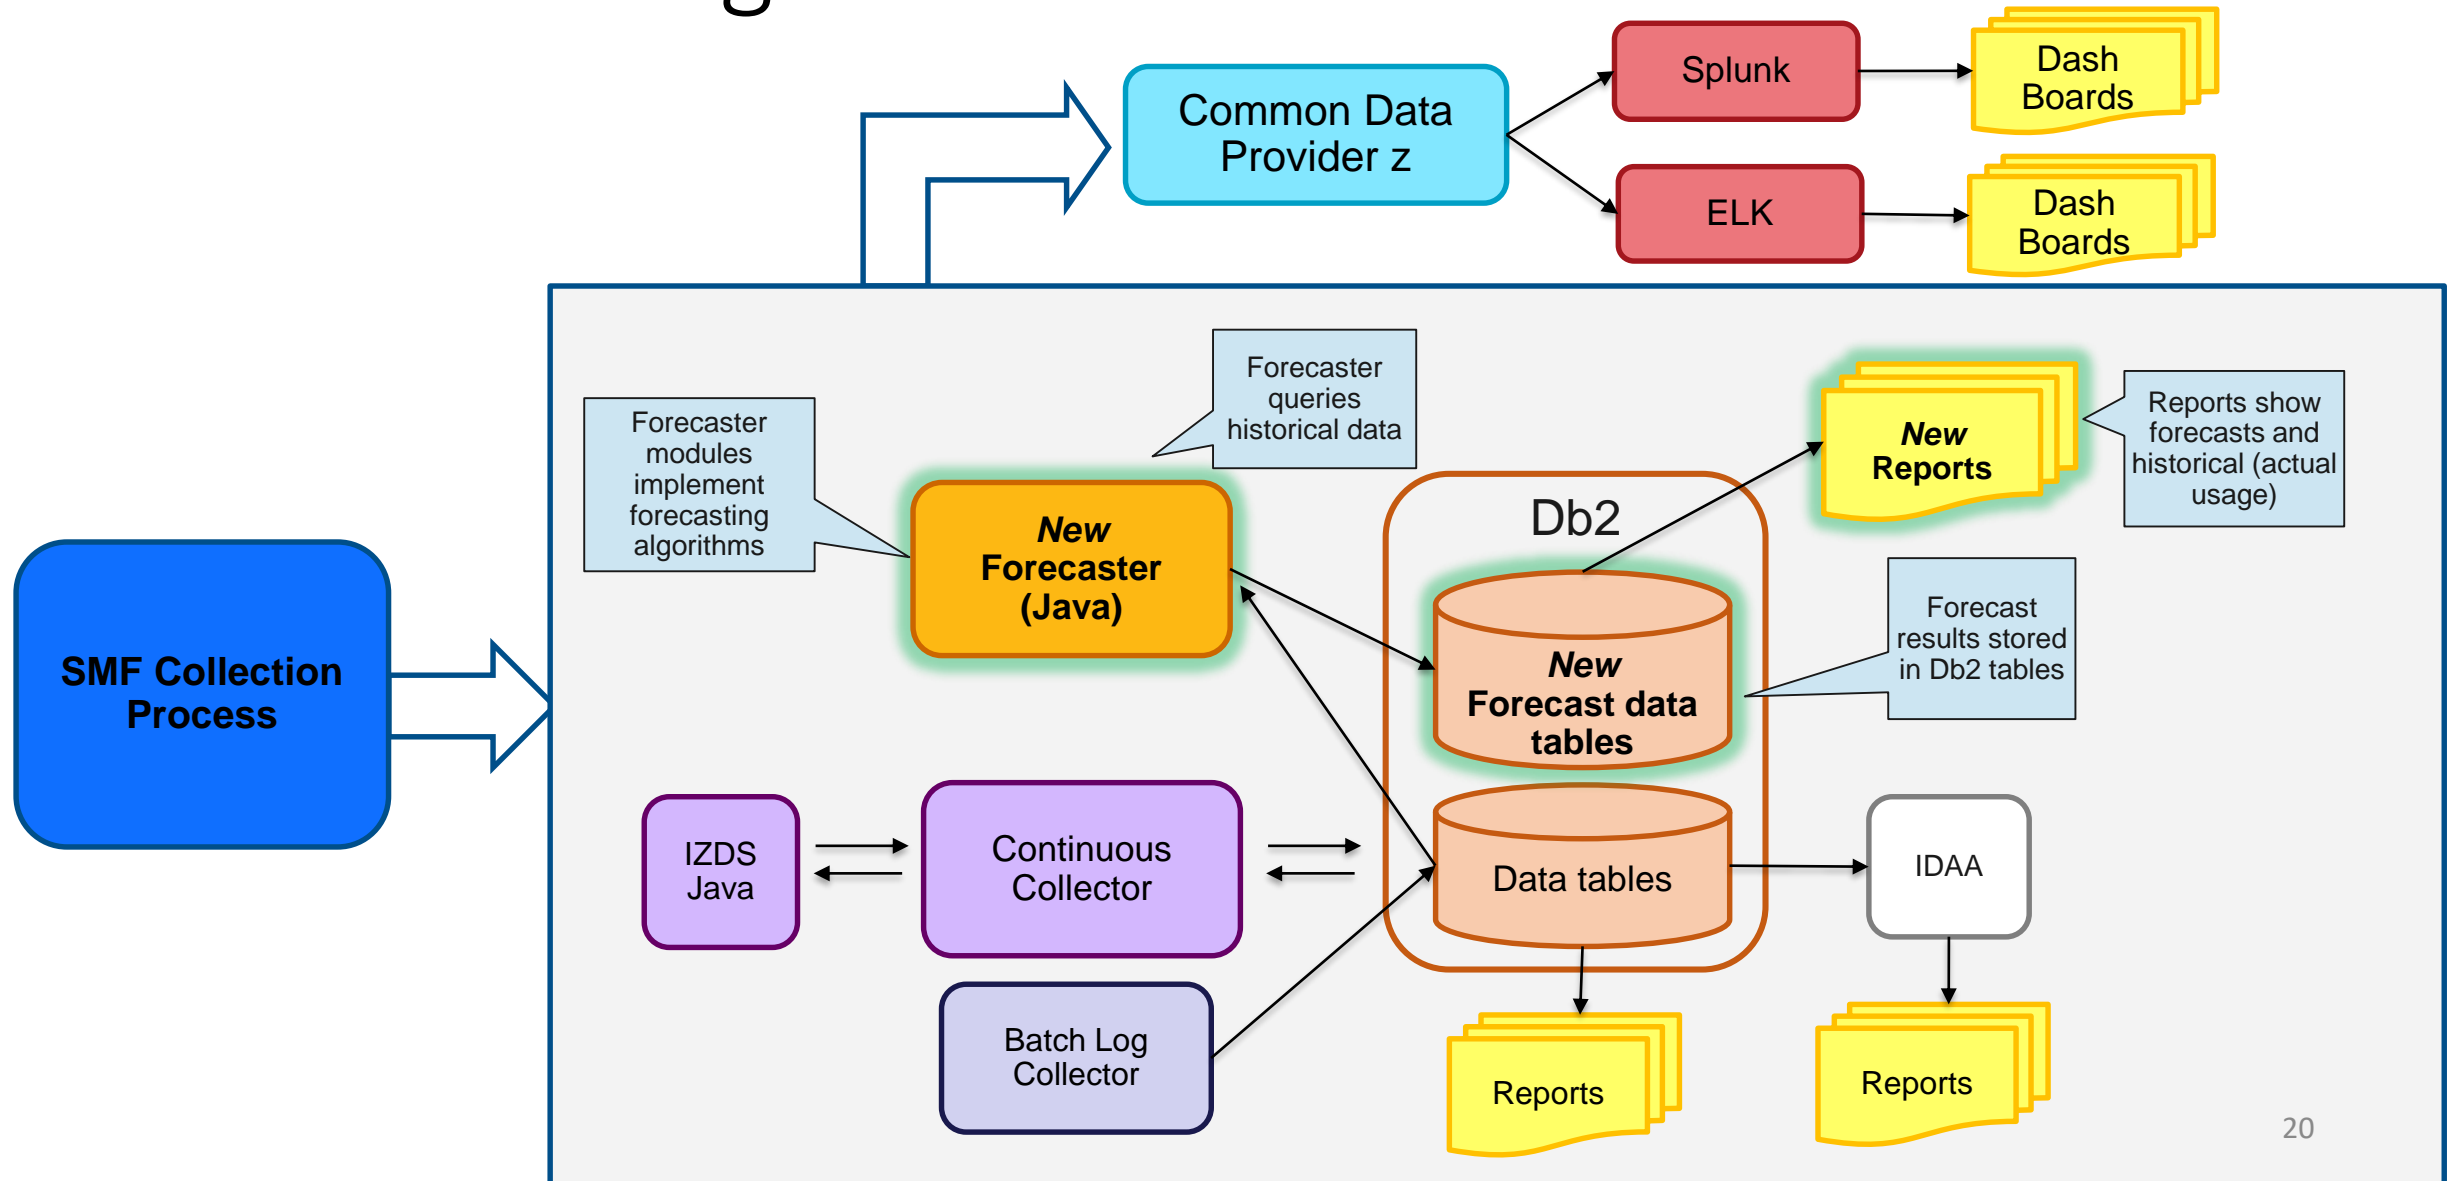 Common Data
Provider z
Splunk
Dash
Boards
ELK
Dash
Boards
Forecaster
modules
implement
forecasting
algorithms
Forecaster
queries
historical data
New
Reports
Reports show
forecasts and
historical (actual
usage)
New
Forecaster
(Java)
Db2
New
Forecast data
tables
Forecast
results stored
in Db2 tables
SMF Collection
Process
IZDS
Java
Continuous
Collector
Data tables
IDAA
Batch Log
Collector
Reports
Reports
20